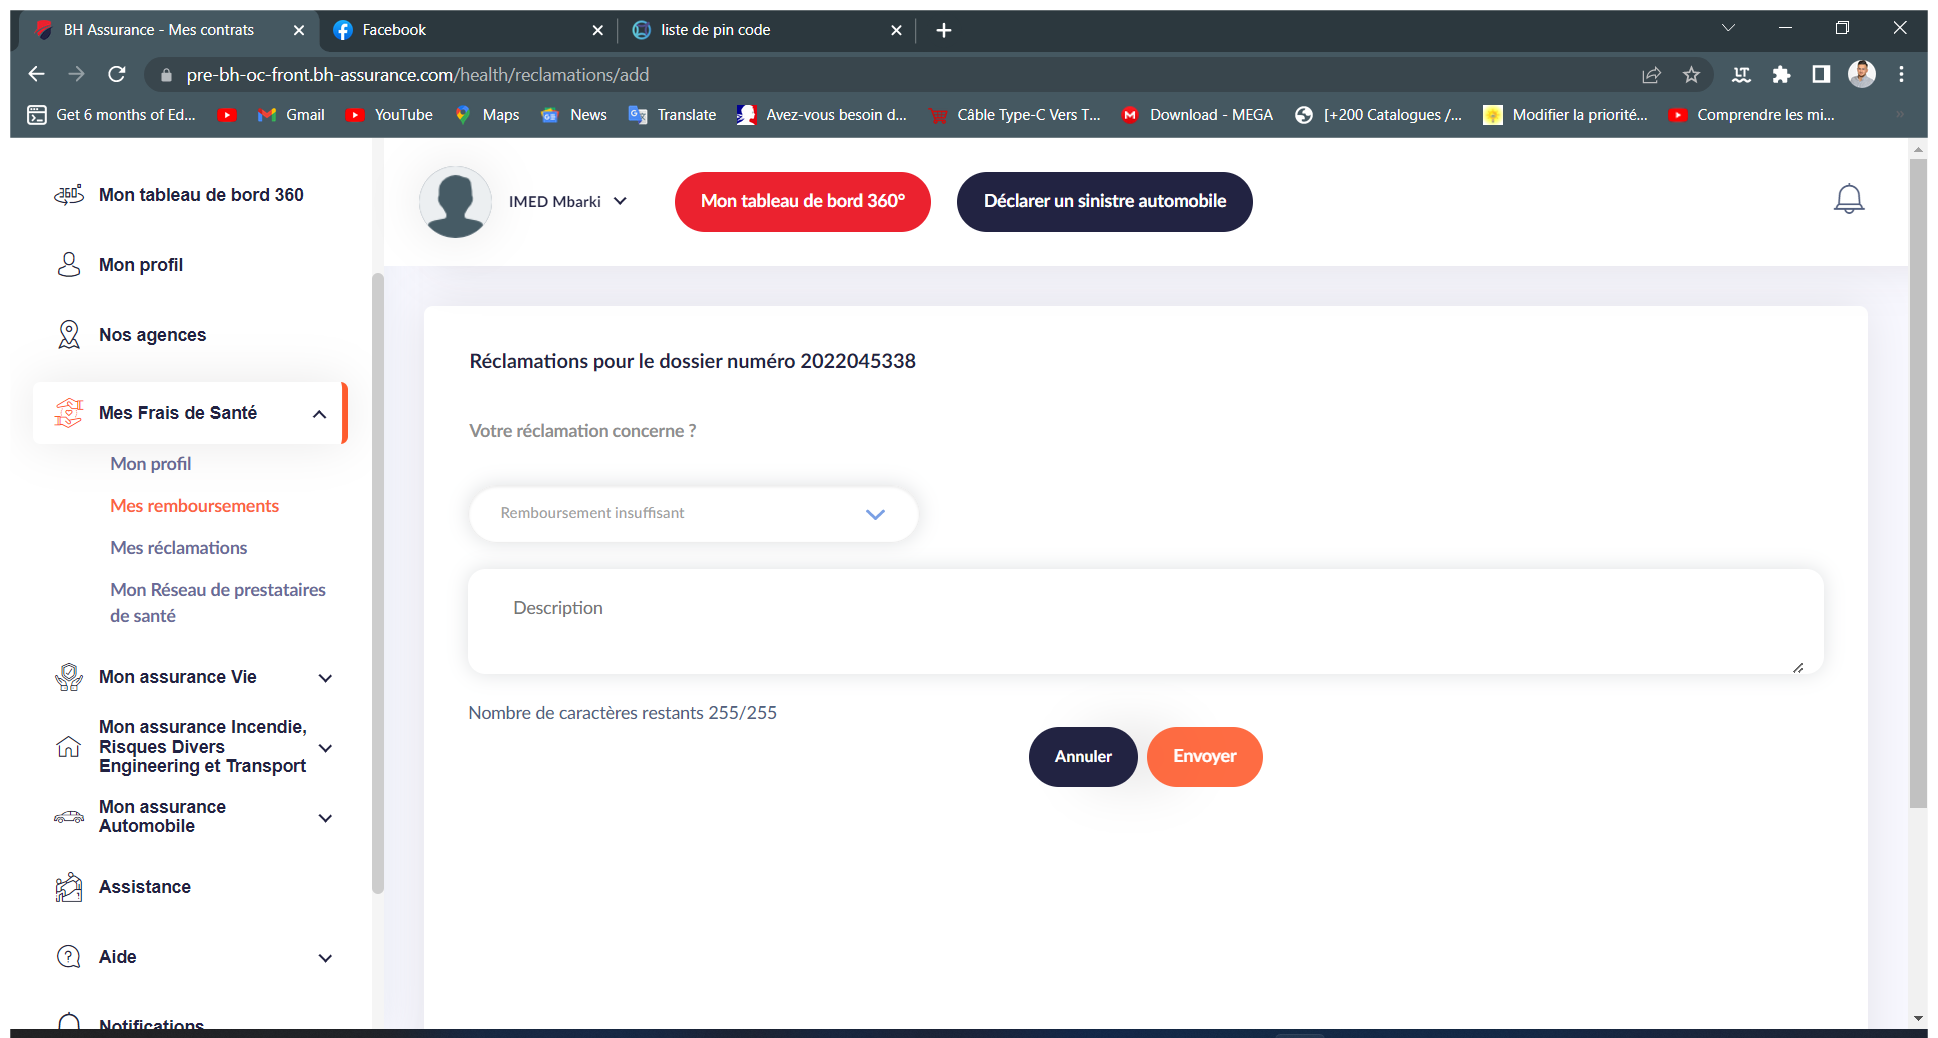 BH Assurance - Mes contrats
Facebook
liste de pin code
pre-bh-oc-front.bh-assurance.com/health/reclamations/add
Get 6 months of Ed...
Gmail
YouTube
Maps
News
Translate
Avez-vous besoin d...
Câble Type-C Vers T...
Download - MEGA
[+200 Catalogues /...
Modifier la priorité...
Comprendre les mi...
Mon tableau de bord 360
Mon profil
Nos agences
Mes Frais de Santé
Mon profil
Mes remboursements
Mes réclamations
Mon Réseau de prestataires
de santé
Mon assurance Vie
Mon assurance Incendie,
Risques Divers
Engineering et Transport
Mon assurance
Automobile
Assistance
Aide
Notifications
IMED Mbarki
Mon tableau de bord 360°
Déclarer un sinistre automobile
Réclamations pour le dossier numéro 2022045338
Votre réclamation concerne ?
Remboursement insuffisant
Description
Nombre de caractères restants 255/255
Annuler
Envoyer